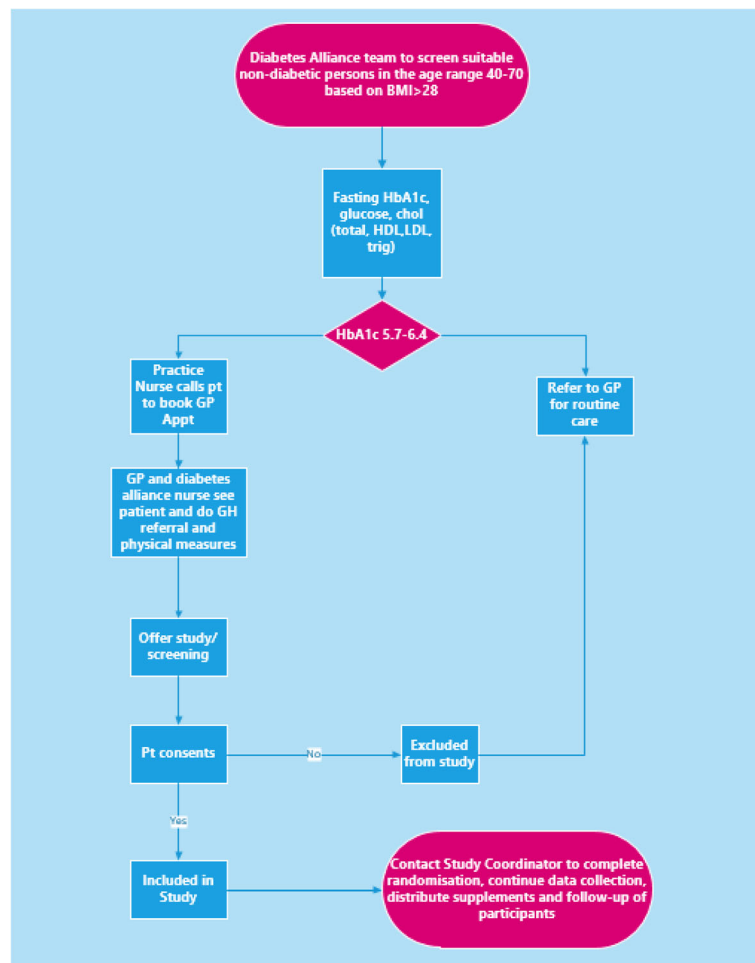 Diabetes Alliance team to screen suitable
non-diabetic persons in the age range 40-70
based on BMI>28
Fasting HbA1c,
glucose, chol
(total, HDL,LDL,
trig)
HbA1c 5.7-6.4
Practice
Nurse calls pt
to book GP
Appt
Refer to GP
for routine
care
GP and diabetes
alliance nurse see
patient and do GH
referral and
physical measures
Offer study/
screening
Pt consents
No
Excluded
from study
Yes
Included in
Study
Contact Study Coordinator to complete
randomisation, continue data collection,
distribute supplements and follow-up of
participants